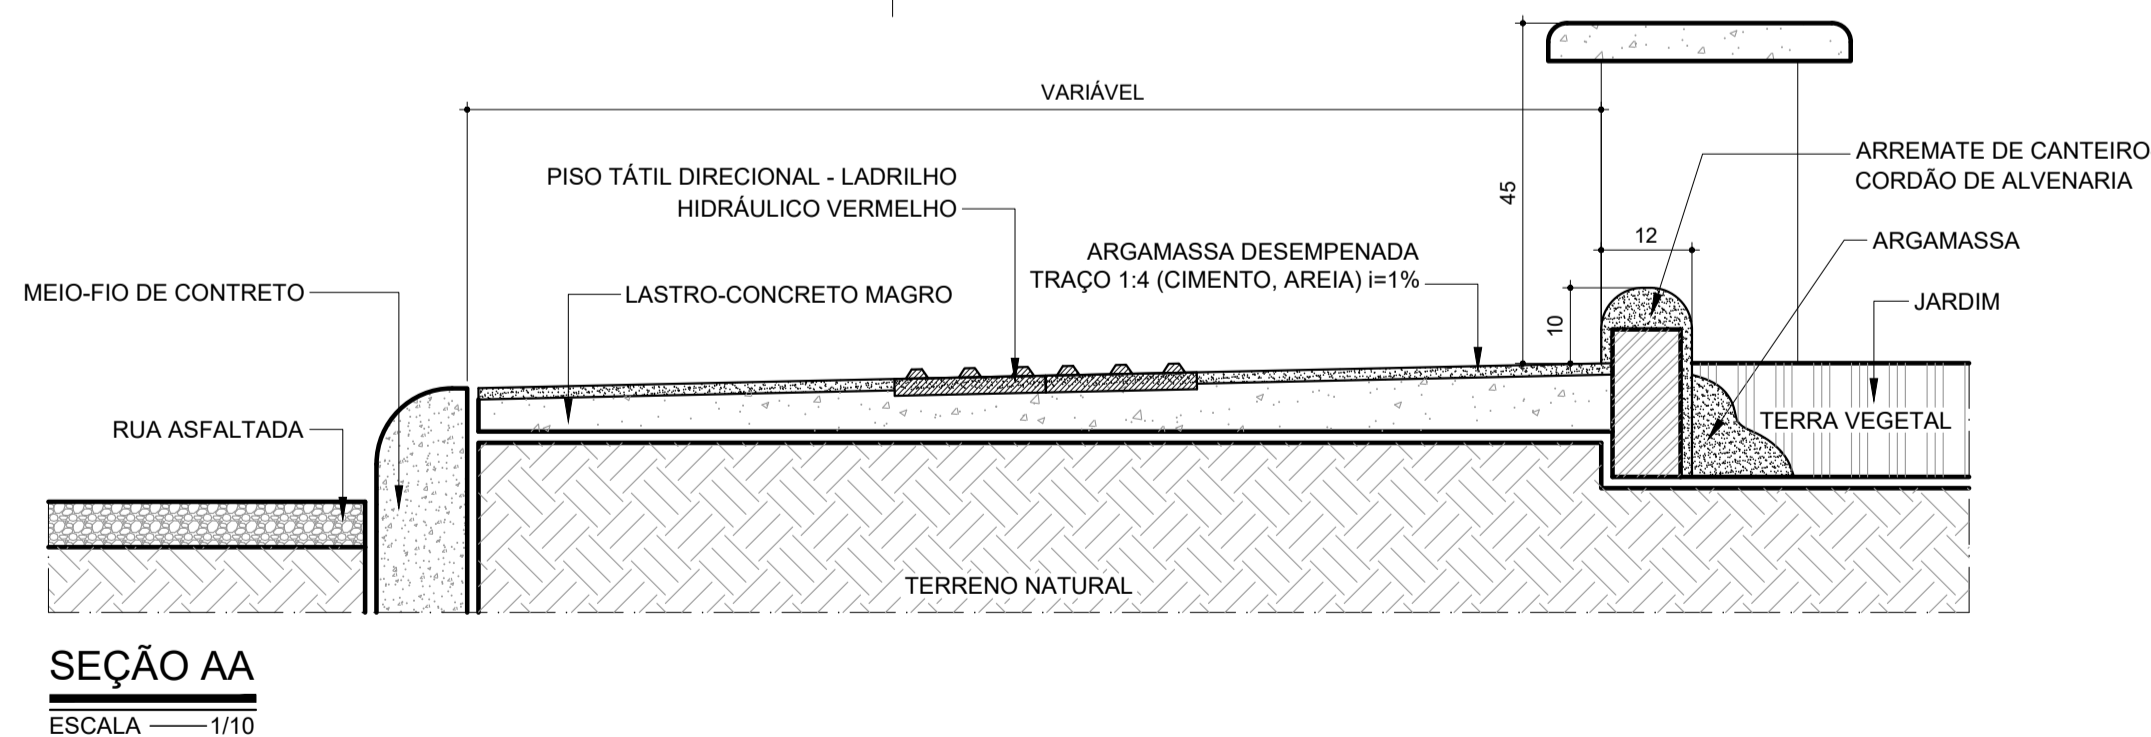 VARIÁVEL
PISO TÁTIL DIRECIONAL - LADRILHO
HIDRÁULICO VERMELHO
ARREMATE DE CANTEIRO
CORDÃO DE ALVENARIA
45
12
ARGAMASSA
ARGAMASSA DESEMPENADA
TRAÇO 1:4 (CIMENTO, AREIA) i=1%
MEIO-FIO DE CONTRETO
LASTRO-CONCRETO MAGRO
JARDIM
10
RUA ASFALTADA
TERRA VEGETAL
TERRENO NATURAL
SEÇÃO AA
ESCALA 1/10